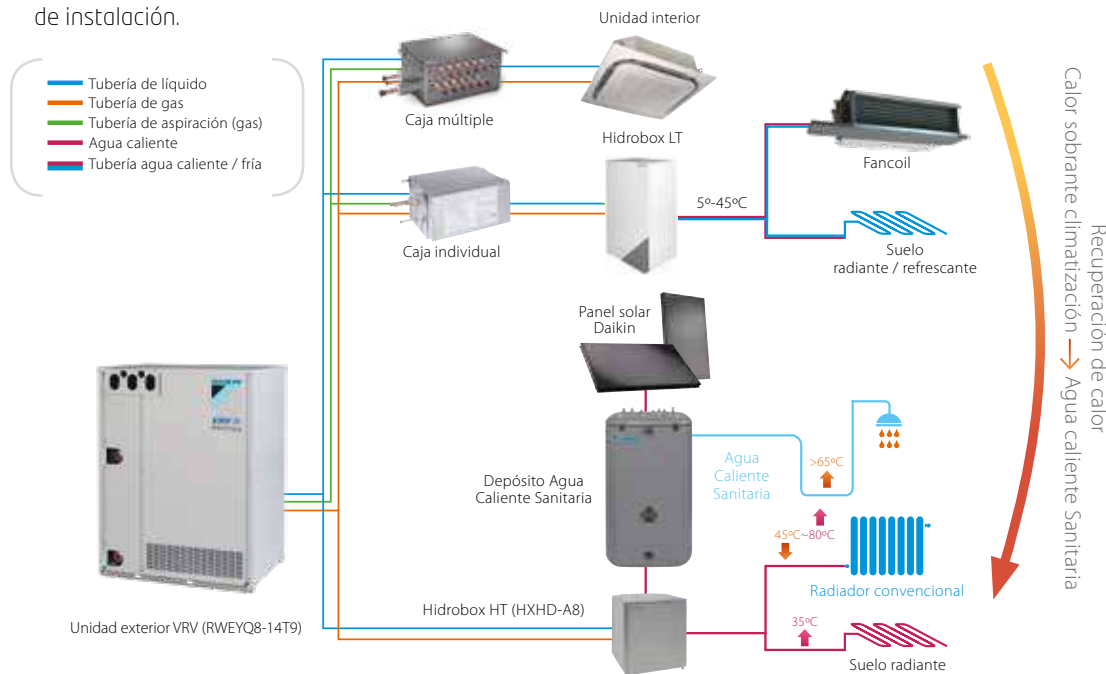 de instalación.
Tubería de líquido
Tubería de gas
Tubería de aspiración (gas)
Agua caliente
Tubería agua caliente / fría
Unidad interior
Caja múltiple
Hidrobox LT
Fancoil
5º-45ºC
Caja individual
Suelo
radiante / refrescante
Panel solar
Daikin
Depósito Agua
Caliente Sanitaria
Agua
Caliente
Sanitaria
>65ºC
45ºC~80ºC
Radiador convencional
Hidrobox HT (HXHD-A8)
35ºC
Suelo radiante
Unidad exterior VRV (RWEYQ8-14T9)
Recuperación de calor
Calor sobrante climatización → Agua caliente Sanitaria